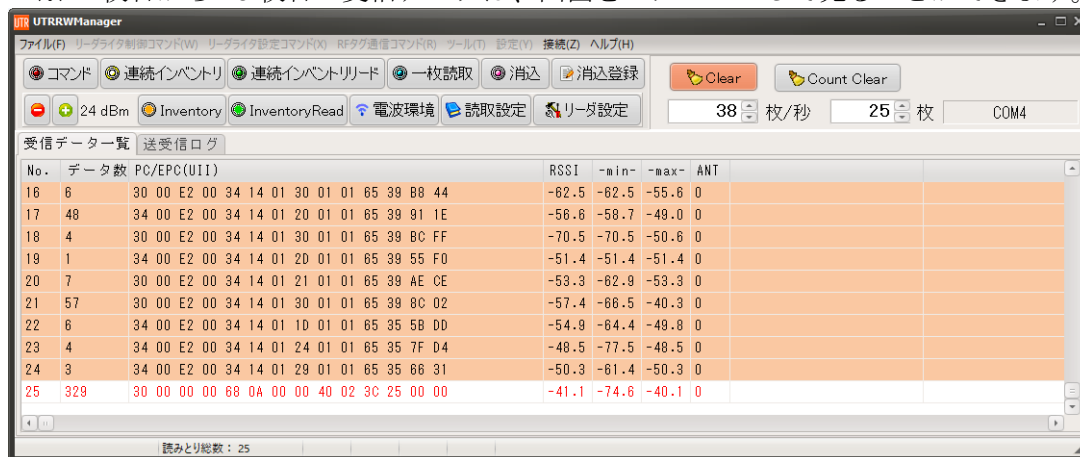 UTR UTRRWManager
ファイル(F) リーダライタ制御コマンド(W) リーダライタ設定コマンド(X) RFタグ通信コマンド(R) ツール(T) 設定(Y) 接続(Z) ヘルプ(H)
コマンド 連続インベントリ 連続インベントリリード 一枚読取 消込 消込登録 Clear Count Clear
24 dBm Inventory InventoryRead 電波環境 読取設定 リーダ設定 38 枚/秒 25 枚 COM4
受信データ一覧 送受信ログ
No. データ数 PC/EPC(UII) RSSI -min- -max- ANT
16 6 30 00 E2 00 34 14 01 30 01 01 65 39 B8 44 -62.5 -62.5 -55.6 0
17 48 34 00 E2 00 34 14 01 20 01 01 65 39 91 1E -56.6 -58.7 -49.0 0
18 4 30 00 E2 00 34 14 01 30 01 01 65 39 BC FF -70.5 -70.5 -50.6 0
19 1 34 00 E2 00 34 14 01 2D 01 01 65 39 55 F0 -51.4 -51.4 -51.4 0
20 7 30 00 E2 00 34 14 01 21 01 01 65 39 AE CE -53.3 -62.9 -53.3 0
21 57 30 00 E2 00 34 14 01 30 01 01 65 39 8C 02 -57.4 -66.5 -40.3 0
22 6 34 00 E2 00 34 14 01 1D 01 01 65 35 5B DD -54.9 -64.4 -49.8 0
23 4 34 00 E2 00 34 14 01 24 01 01 65 35 7F D4 -48.5 -77.5 -48.5 0
24 3 34 00 E2 00 34 14 01 29 01 01 65 35 66 31 -50.3 -61.4 -50.3 0
25 329 30 00 00 00 68 0A 00 00 40 02 3C 25 00 00 -41.1 -74.6 -40.1 0
読みとり総数： 25